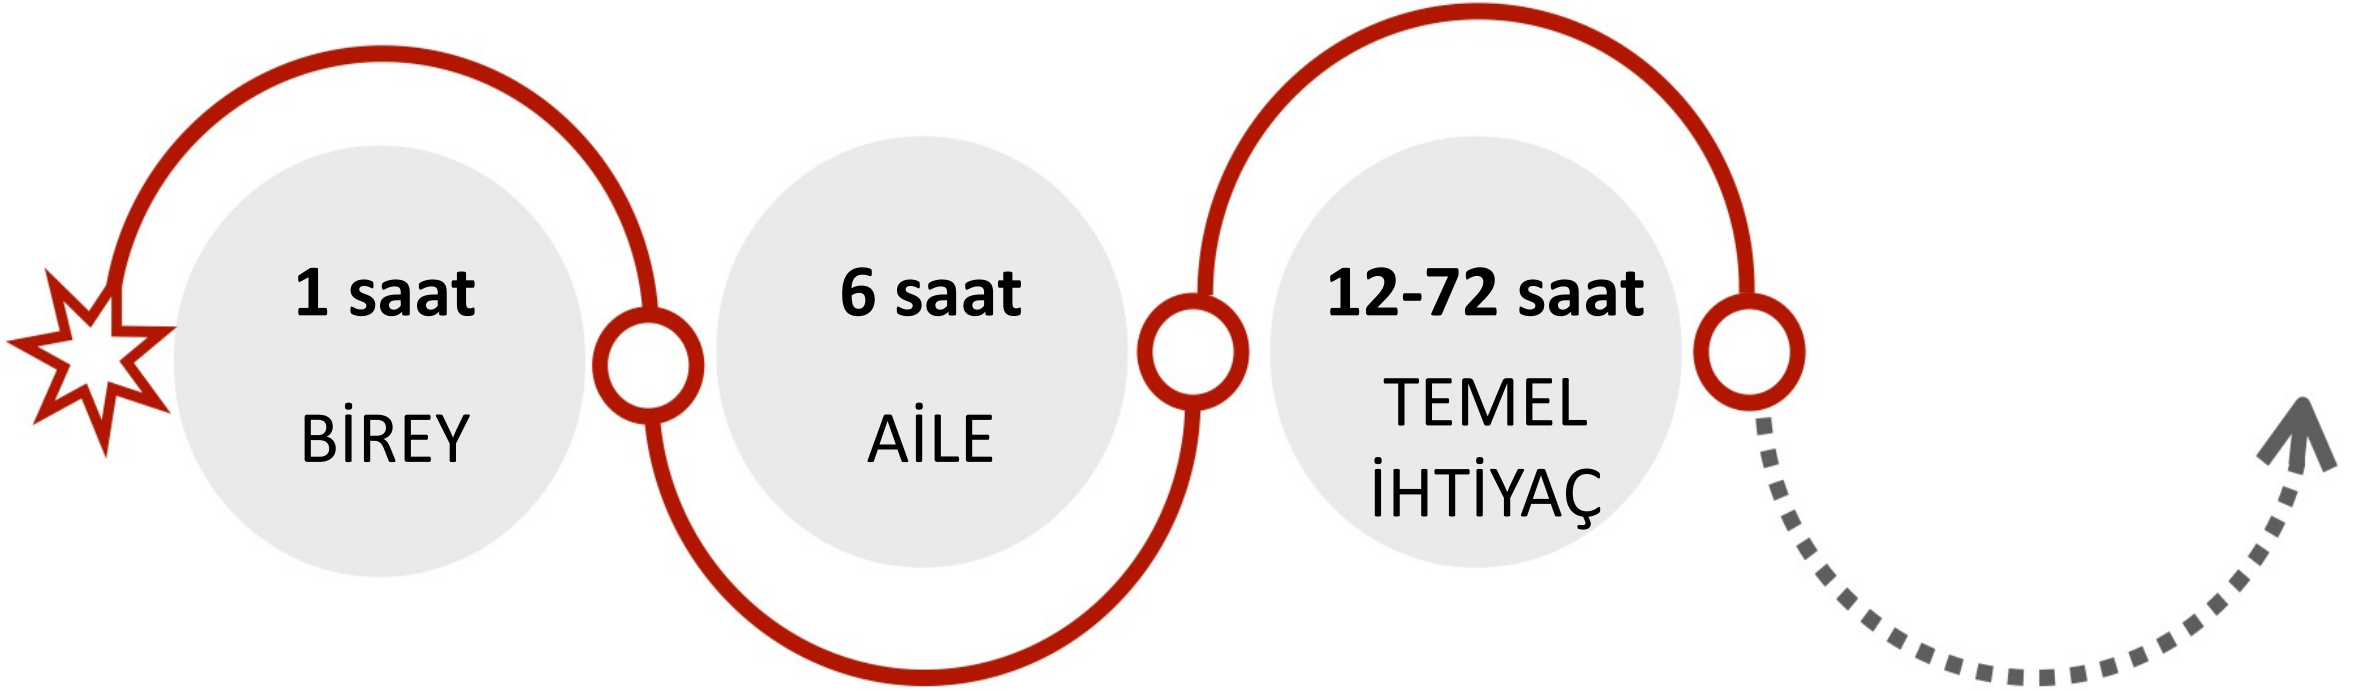 1 saat
BİREY
6 saat
AİLE
12-72 saat
TEMEL
İHTİYAÇ